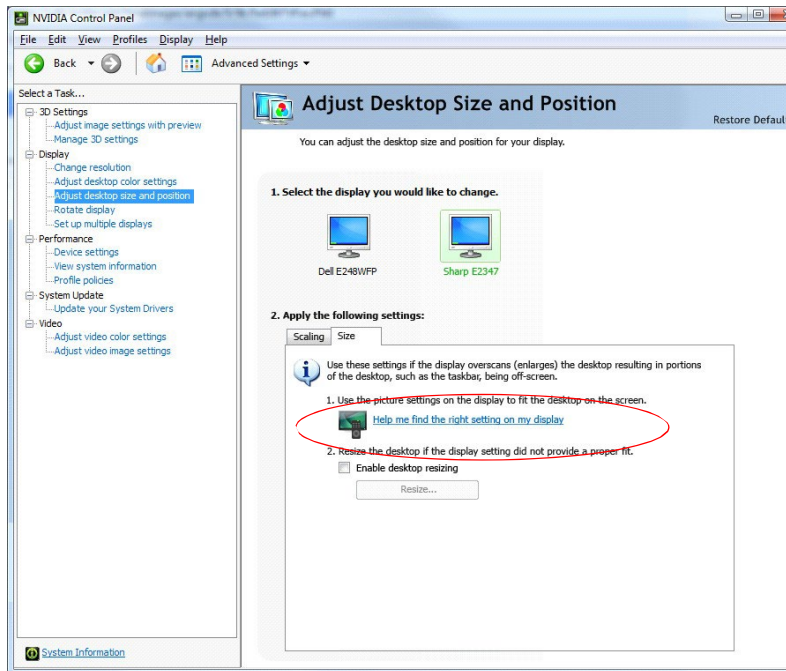 NVIDIA Control Panel
File Edit View Profiles Display Help
Back Advanced Settings
Select a Task...
3D Settings
Adjust image settings with preview
Manage 3D settings
Display
Change resolution
Adjust desktop color settings
Adjust desktop size and position
Rotate display
Set up multiple displays
Performance
Device settings
View system information
Profile policies
System Update
Update your System Drivers
Video
Adjust video color settings
Adjust video image settings
System Information
Adjust Desktop Size and Position
Restore Defaul
You can adjust the desktop size and position for your display.
1. Select the display you would like to change.
Dell E248WFP Sharp E2347
2. Apply the following settings:
Scaling Size
Use these settings if the display overscans (enlarges) the desktop resulting in portions
of the desktop, such as the taskbar, being off-screen.
1. Use the picture settings on the display to fit the desktop on the screen.
Help me find the right setting on my display
2. Resize the desktop if the display setting did not provide a proper fit.
Enable desktop resizing
Resize...